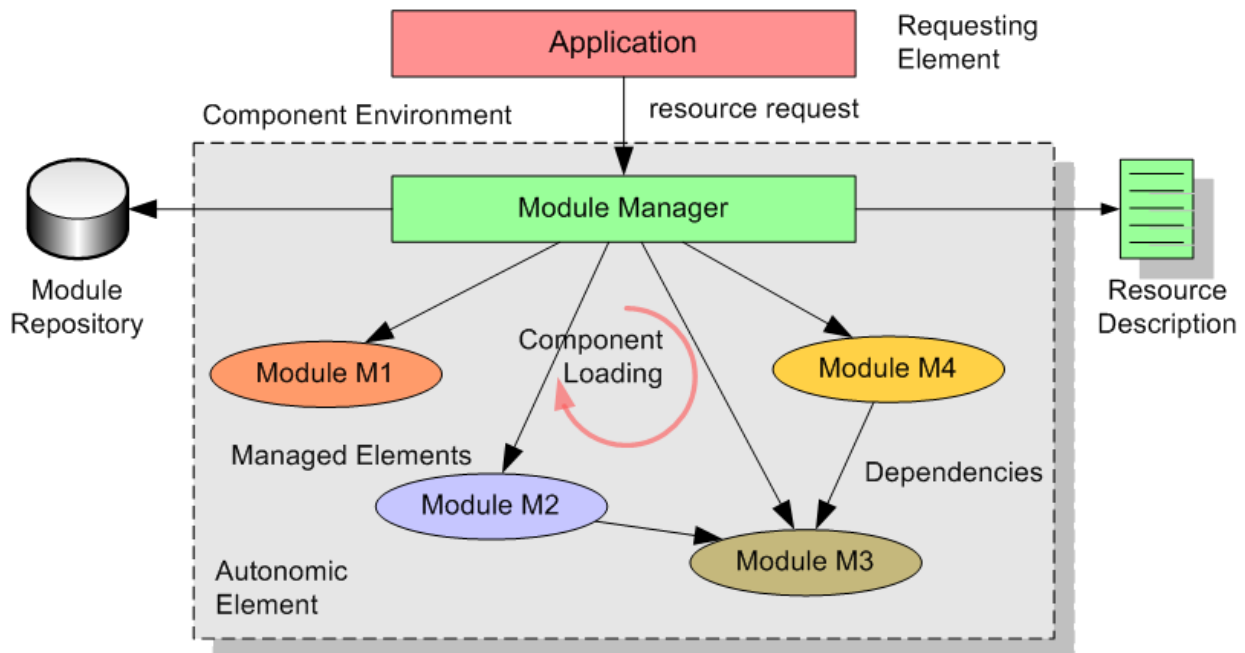 Application
Requesting
Element
Component Environment
resource request
Module Manager
Module
Repository
Resource
Description
Component
Loading
Module M1
Module M4
Managed Elements
Dependencies
Module M2
Module M3
Autonomic
Element